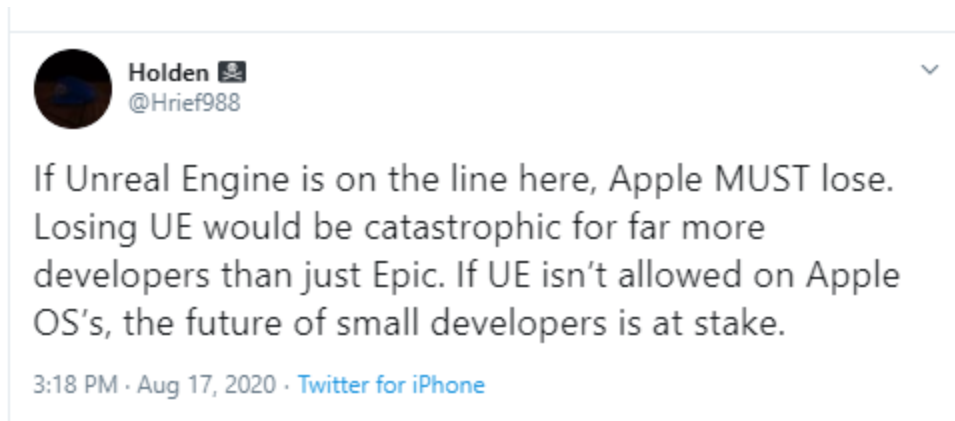 Holden 🏴‍☠️
@Hrief988
If Unreal Engine is on the line here, Apple MUST lose.
Losing UE would be catastrophic for far more
developers than just Epic. If UE isn’t allowed on Apple
OS’s, the future of small developers is at stake.
3:18 PM · Aug 17, 2020 · Twitter for iPhone